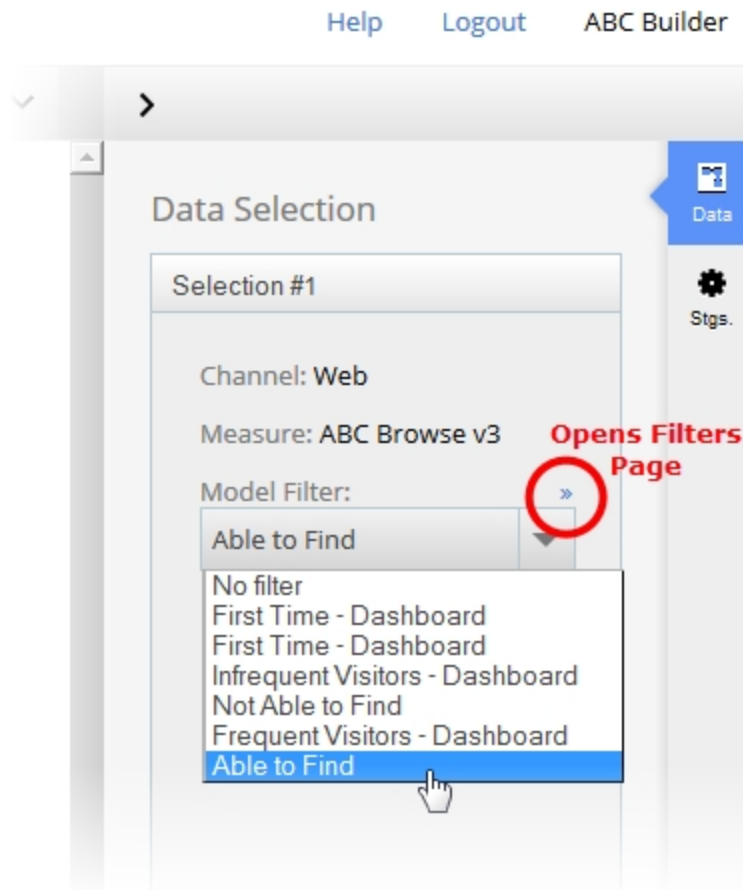 Help Logout ABC Builder
Data Selection
Data
Selection #1
Stgs.
Channel: Web
Measure: ABC Browse v3
Opens Filters
Page
Model Filter: »
Able to Find
No filter
First Time - Dashboard
First Time - Dashboard
Infrequent Visitors - Dashboard
Not Able to Find
Frequent Visitors - Dashboard
Able to Find